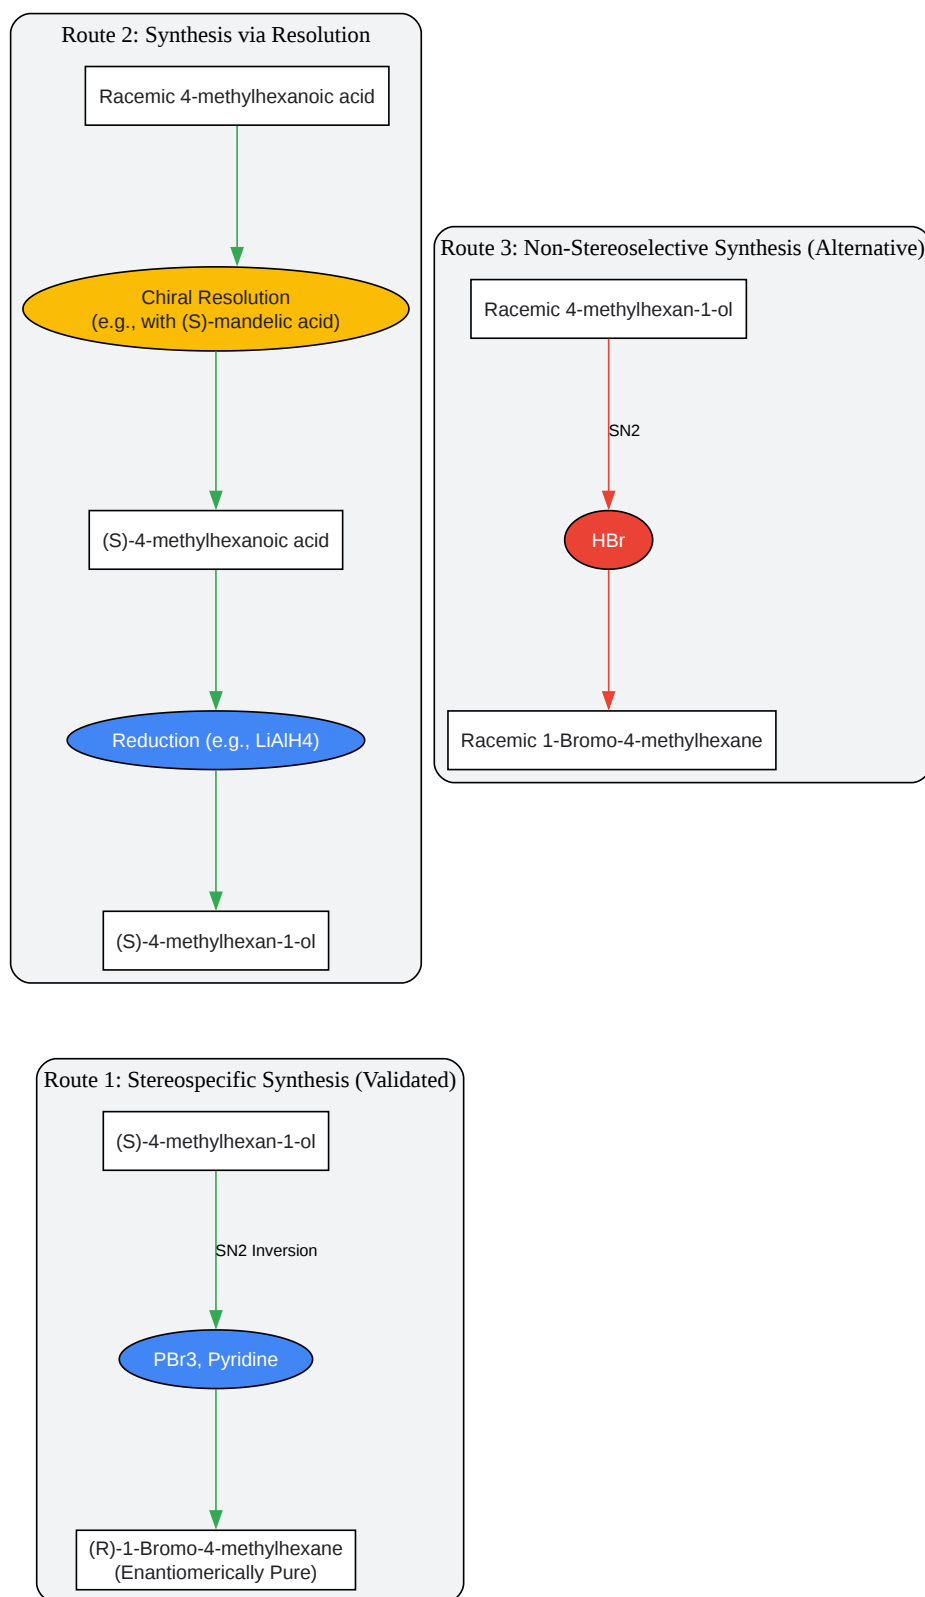 Route 2: Synthesis via Resolution
Racemic 4-methylhexanoic acid
Chiral Resolution
(e.g., with (S)-mandelic acid)
(S)-4-methylhexanoic acid
Reduction (e.g., LiAlH4)
(S)-4-methylhexan-1-ol
Route 3: Non-Stereoselective Synthesis (Alternative)
Racemic 4-methylhexan-1-ol
SN2
HBr
Racemic 1-Bromo-4-methylhexane
Route 1: Stereospecific Synthesis (Validated)
(S)-4-methylhexan-1-ol
SN2 Inversion
PBr3, Pyridine
(R)-1-Bromo-4-methylhexane
(Enantiomerically Pure)